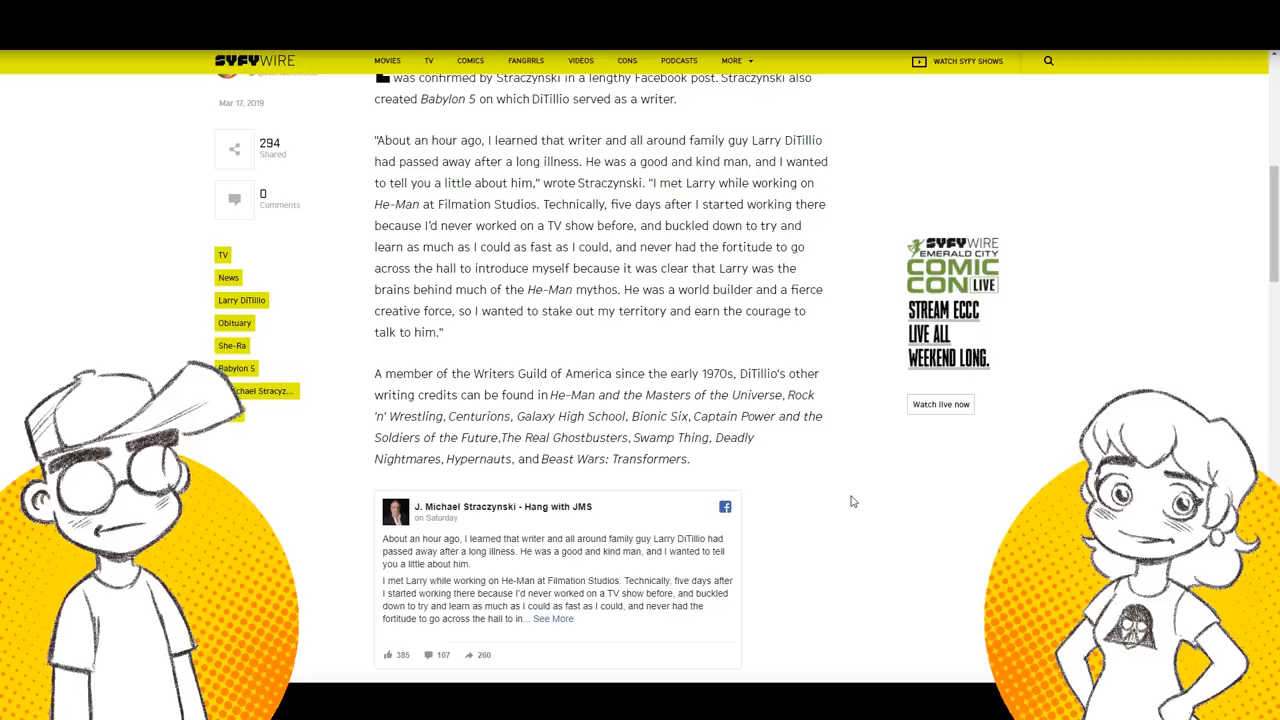 SYFYWIRE
MOVIES
TV
COMICS
FANGRRLS
VIDEOS
CONS
PODCASTS
MORE
WATCH SYFY SHOWS
was confirmed by Straczynski in a lengthy Facebook post. Straczynski also
created Babylon 5 on which DiTillio served as a writer.
Mar 17, 2019
294
Shared
0
Comments
TV
News
Larry DiTillio
Obituary
She-Ra
Babylon 5
ichael Stracyz...
"About an hour ago, I learned that writer and all around family guy Larry DiTillio
had passed away after a long illness. He was a good and kind man, and I wanted
to tell you a little about him," wrote Straczynski. "I met Larry while working on
He-Man at Filmation Studios. Technically, five days after I started working there
because I'd never worked on a TV show before, and buckled down to try and
learn as much as I could as fast as I could, and never had the fortitude to go
across the hall to introduce myself because it was clear that Larry was the
brains behind much of the He-Man mythos. He was a world builder and a fierce
creative force, so I wanted to stake out my territory and earn the courage to
talk to him."
A member of the Writers Guild of America since the early 1970s, DiTillio's other
writing credits can be found in He-Man and the Masters of the Universe, Rock
'n' Wrestling, Centurions, Galaxy High School, Bionic Six, Captain Power and the
Soldiers of the Future,The Real Ghostbusters, Swamp Thing, Deadly
Nightmares, Hypernauts, and Beast Wars: Transformers.
J. Michael Straczynski - Hang with JMS
on Saturday
About an hour ago, I learned that writer and all around family guy Larry DiTillio had
passed away after a long illness. He was a good and kind man, and I wanted to tell
you a little about him.
I met Larry while working on He-Man at Filmation Studios. Technically, five days after
I started working there because I'd never worked on a TV show before, and buckled
down to try and learn as much as I could as fast as I could, and never had the
fortitude to go across the hall to in... See More
385
107
260
SYFYWIRE
EMERALD CITY
COMIC
CON LIVE
STREAM ECCC
LIVE ALL
WEEKEND LONG.
Watch live now